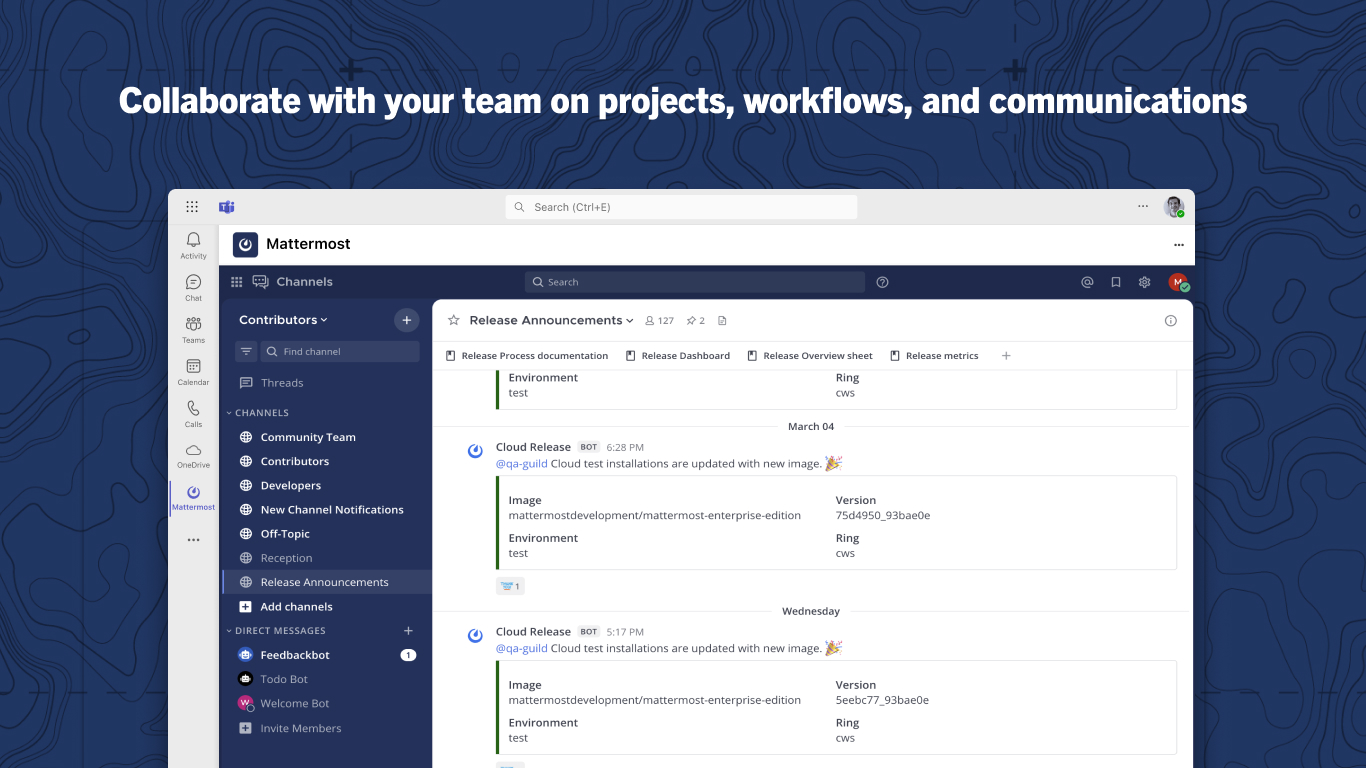 Collaborate with your team on projects, workflows, and communications
Search (Ctrl+E)
Activity
Chat
Teams
Calendar
Calls
OneDrive
Mattermost
Mattermost
Channels
Search
M
Contributors
Find channel
Threads
CHANNELS
Community Team
Contributors
Developers
New Channel Notifications
Off-Topic
Reception
Release Announcements
Add channels
DIRECT MESSAGES
Feedbackbot 1
Todo Bot
W Welcome Bot
Invite Members
Release Announcements 127 2
Release Process documentation Release Dashboard Release Overview sheet Release metrics
Environment Ring
test cws
March 04
Cloud Release BOT 6:28 PM
@qa-guild Cloud test installations are updated with new image.
Image Version
mattermostdevelopment/mattermost-enterprise-edition 75d4950_93bae0e
Environment Ring
test cws
1
Wednesday
Cloud Release BOT 5:17 PM
@qa-guild Cloud test installations are updated with new image.
Image Version
mattermostdevelopment/mattermost-enterprise-edition 5eebc77_93bae0e
Environment Ring
test cws